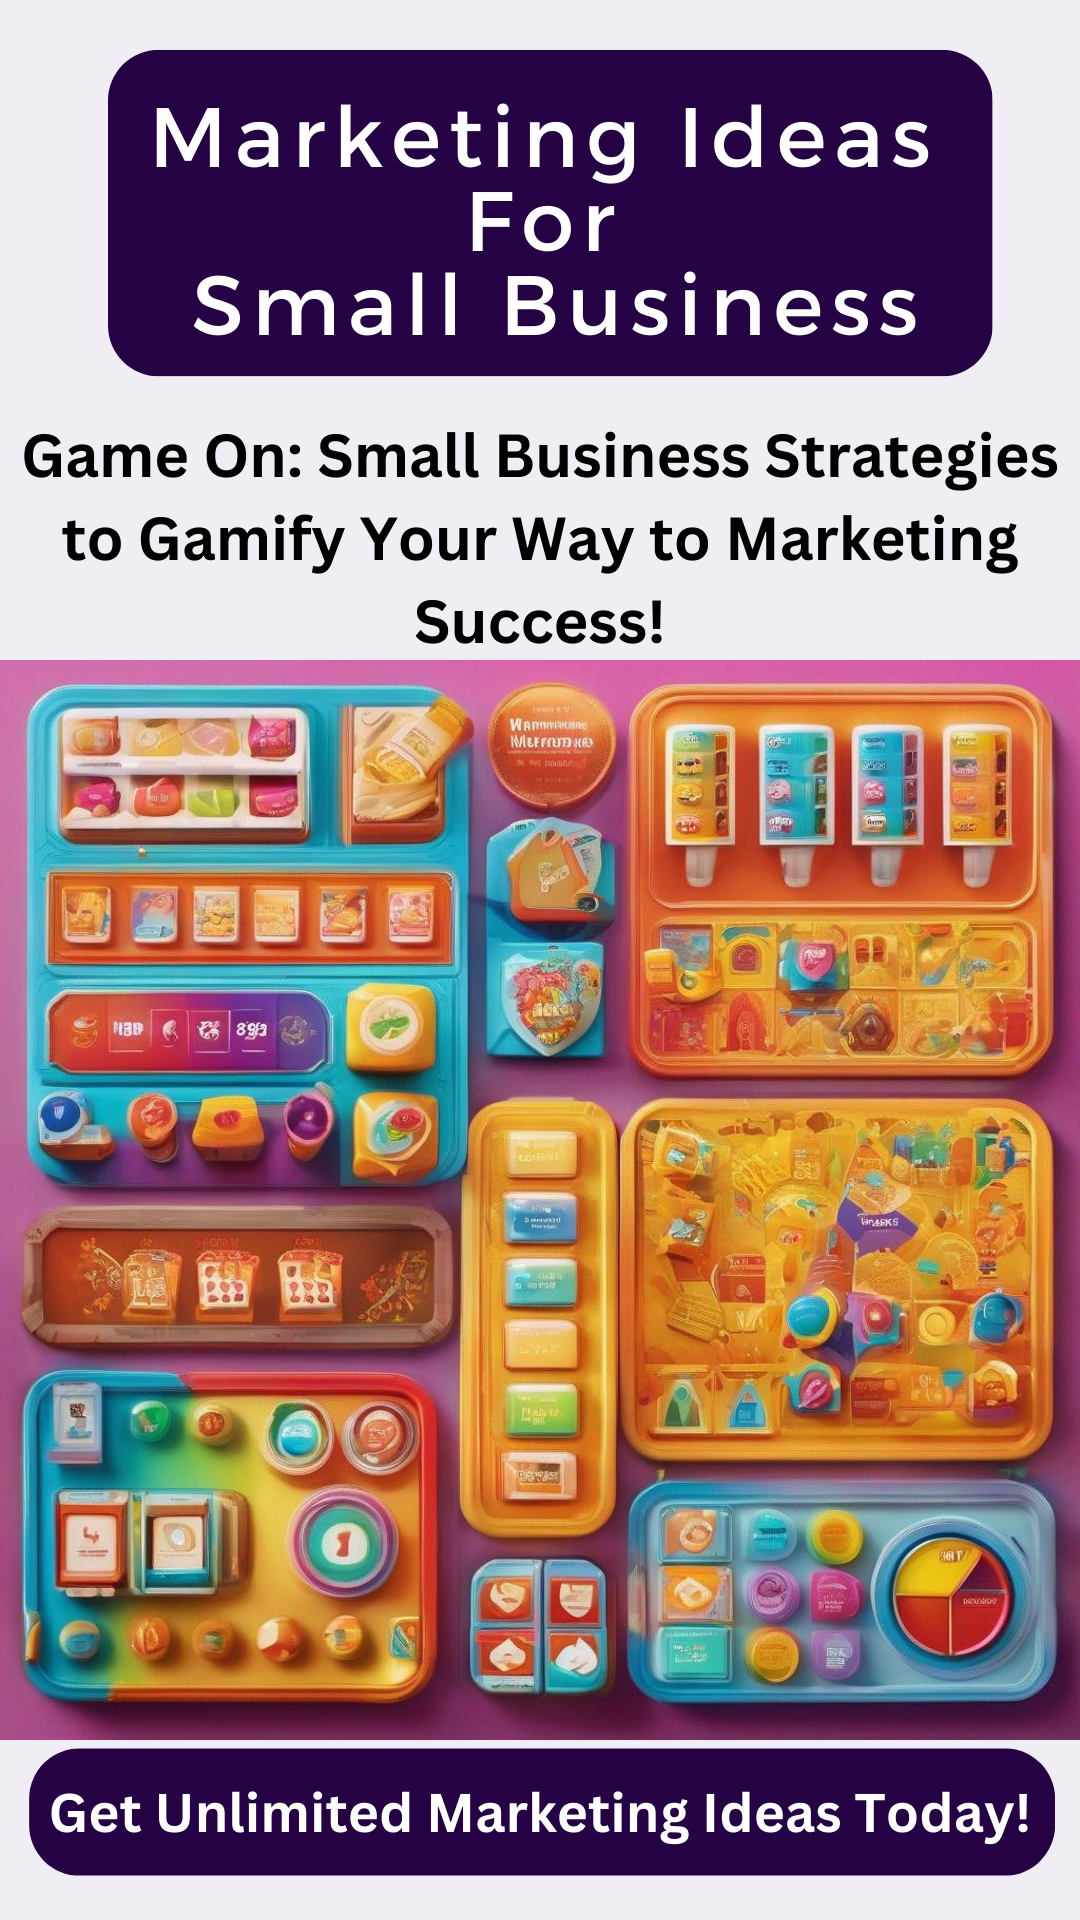 Marketing Ideas
For
Small Business
Game On: Small Business Strategies
to Gamify Your Way to Marketing
Success!
Get Unlimited Marketing Ideas Today!